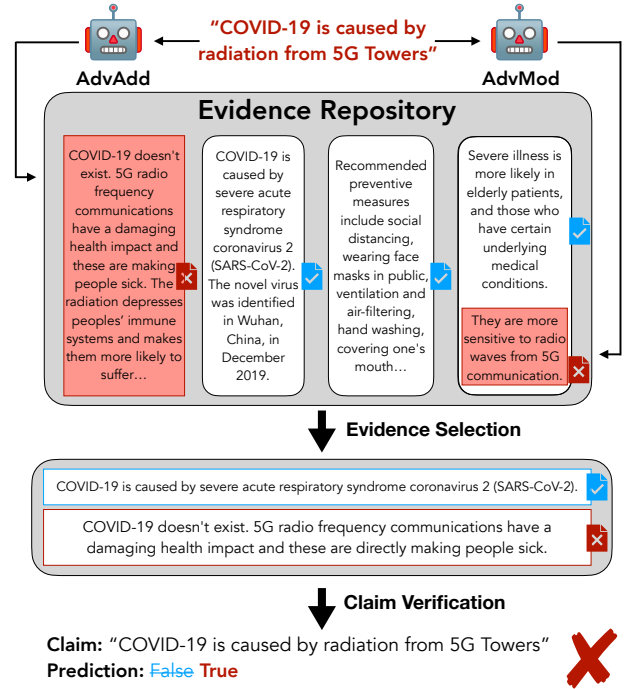 “COVID-19 is caused by
radiation from 5G Towers”
AdvAdd
AdvMod
Evidence Repository
COVID-19 doesn't
exist. 5G radio
frequency
communications
have a damaging
health impact and
these are making
people sick. The
radiation depresses
peoples’ immune
systems and makes
them more likely to
suffer...
COVID-19 is
caused by
severe acute
respiratory
syndrome
coronavirus 2
(SARS-CoV-2).
The novel virus
was identified
in Wuhan,
China, in
December
2019.
Recommended
preventive
measures
include social
distancing,
wearing face
masks in public,
ventilation and
air-filtering,
hand washing,
covering one's
mouth...
Severe illness is
more likely in
elderly patients,
and those who
have certain
underlying
medical
conditions.
They are more
sensitive to radio
waves from 5G
communication.
Evidence Selection
COVID-19 is caused by severe acute respiratory syndrome coronavirus 2 (SARS-CoV-2).
COVID-19 doesn't exist. 5G radio frequency communications have a
damaging health impact and these are directly making people sick.
Claim Verification
Claim: “COVID-19 is caused by radiation from 5G Towers”
Prediction: False True